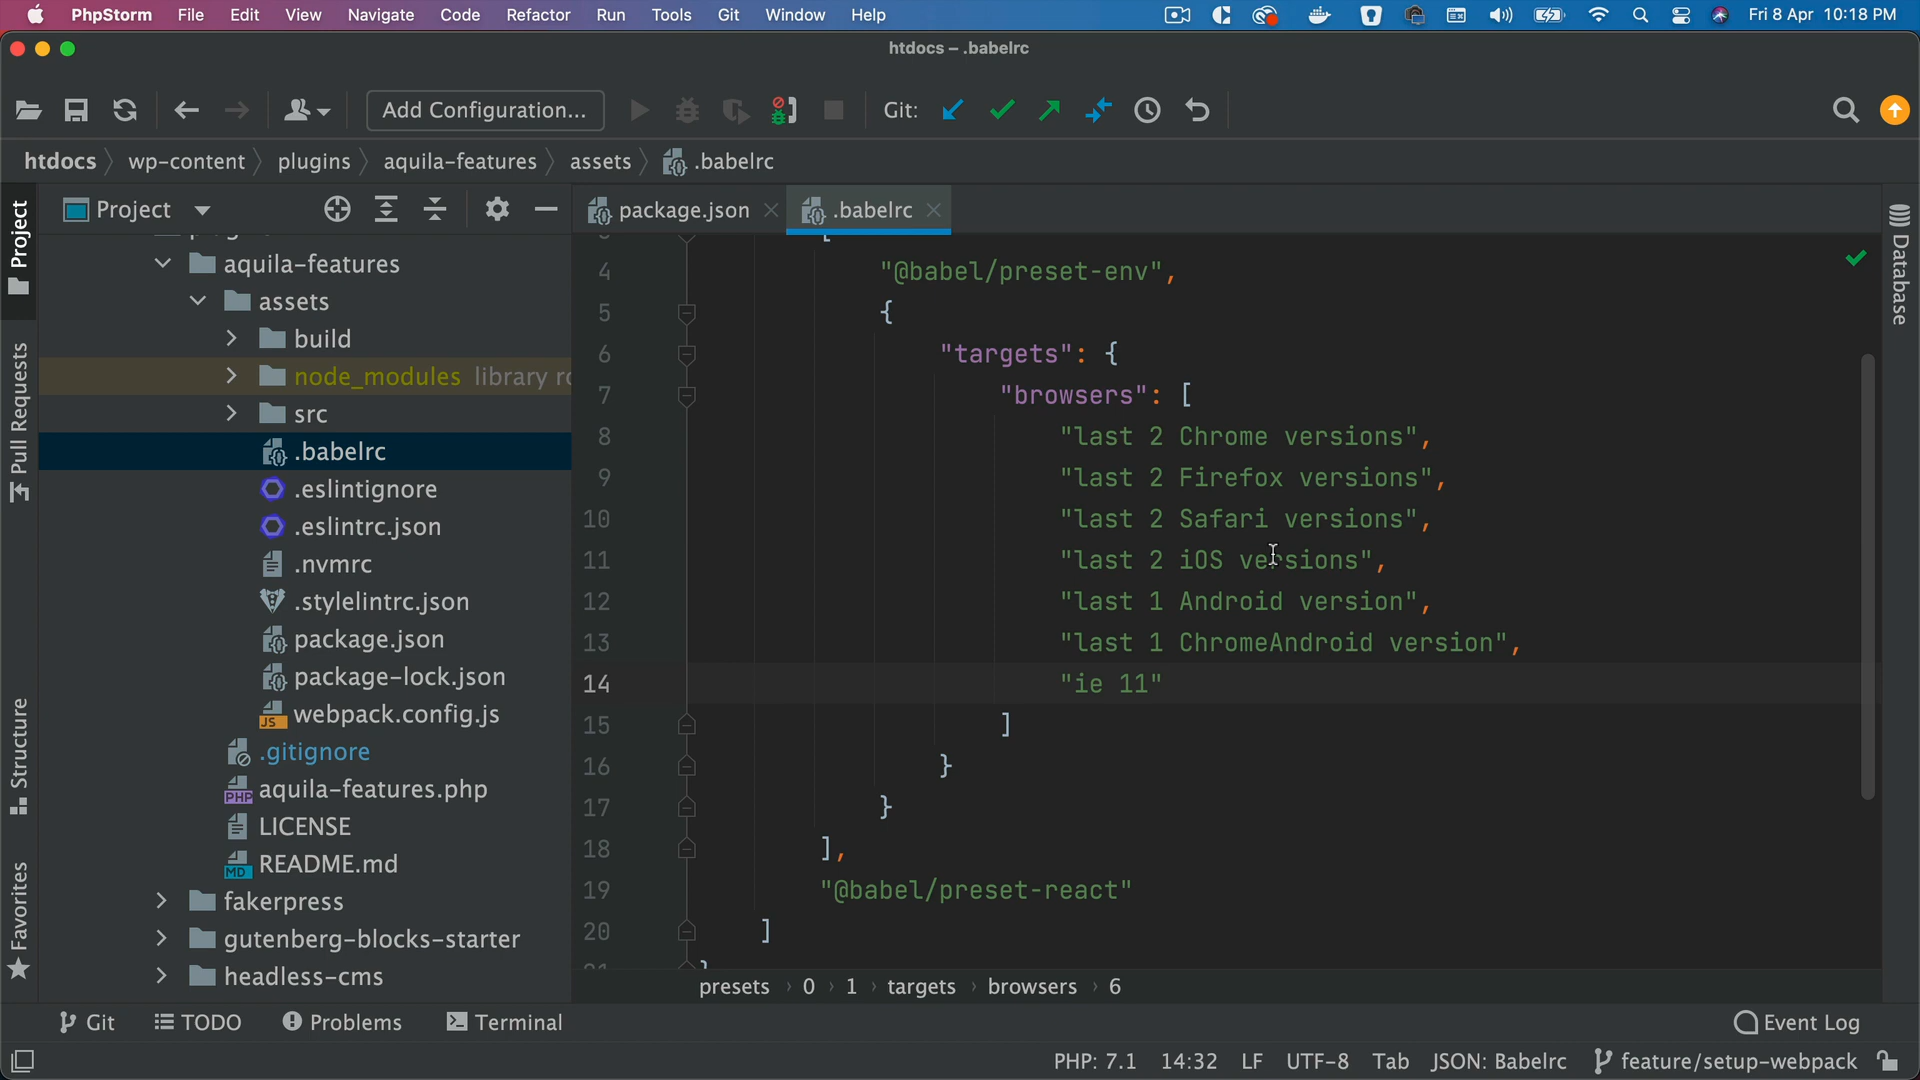 PhpStorm File Edit View Navigate Code Refactor Run Tools Git Window Help Fri 8 Apr 10:18 PM
htdocs – .babelrc
Add Configuration... Git:
htdocs wp-content plugins aquila-features assets .babelrc
Project package.json .babelrc
Project
Pull Requests
Structure
Favorites
aquila-features
assets
build
node_modules library ro
src
.babelrc
.eslintignore
.eslintrc.json
.nvmrc
.stylelintrc.json
package.json
package-lock.json
webpack.config.js
.gitignore
aquila-features.php
LICENSE
README.md
fakerpress
gutenberg-blocks-starter
headless-cms
4 "@babel/preset-env",
5 {
6 "targets": {
7 "browsers": [
8 "last 2 Chrome versions",
9 "last 2 Firefox versions",
10 "last 2 Safari versions",
11 "last 2 iOS versions",
12 "last 1 Android version",
13 "last 1 ChromeAndroid version",
14 "ie 11"
15 ]
16 }
17 }
18 ],
19 "@babel/preset-react"
20 ]
Database
presets › 0 › 1 › targets › browsers › 6
Git TODO Problems Terminal Event Log
PHP: 7.1 14:32 LF UTF-8 Tab JSON: Babelrc feature/setup-webpack